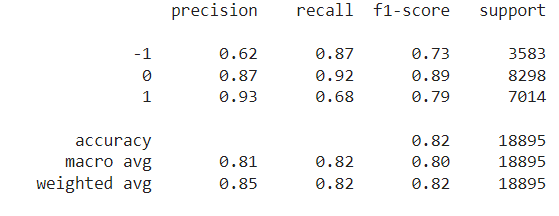 precision recall f1-score support
-1 0.62 0.87 0.73 3583
0 0.87 0.92 0.89 8298
1 0.93 0.68 0.79 7014
accuracy 0.82 18895
macro avg 0.81 0.82 0.80 18895
weighted avg 0.85 0.82 0.82 18895